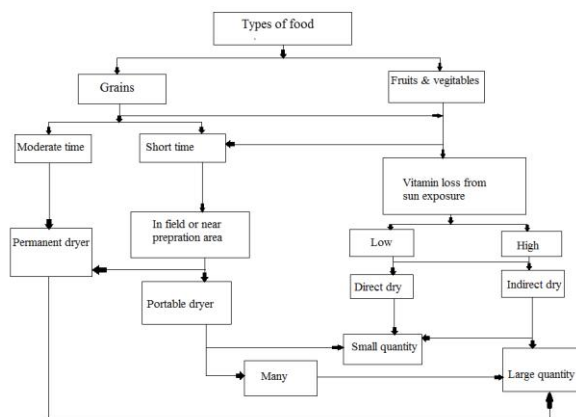 Types of food
Grains
Fruits & vegitables
Moderate time
Short time
Vitamin loss from
sun exposure
In field or near
prepration area
Permanent dryer
Low
High
Direct dry
Indirect dry
Portable dryer
Small quantity
Many
Large quantity